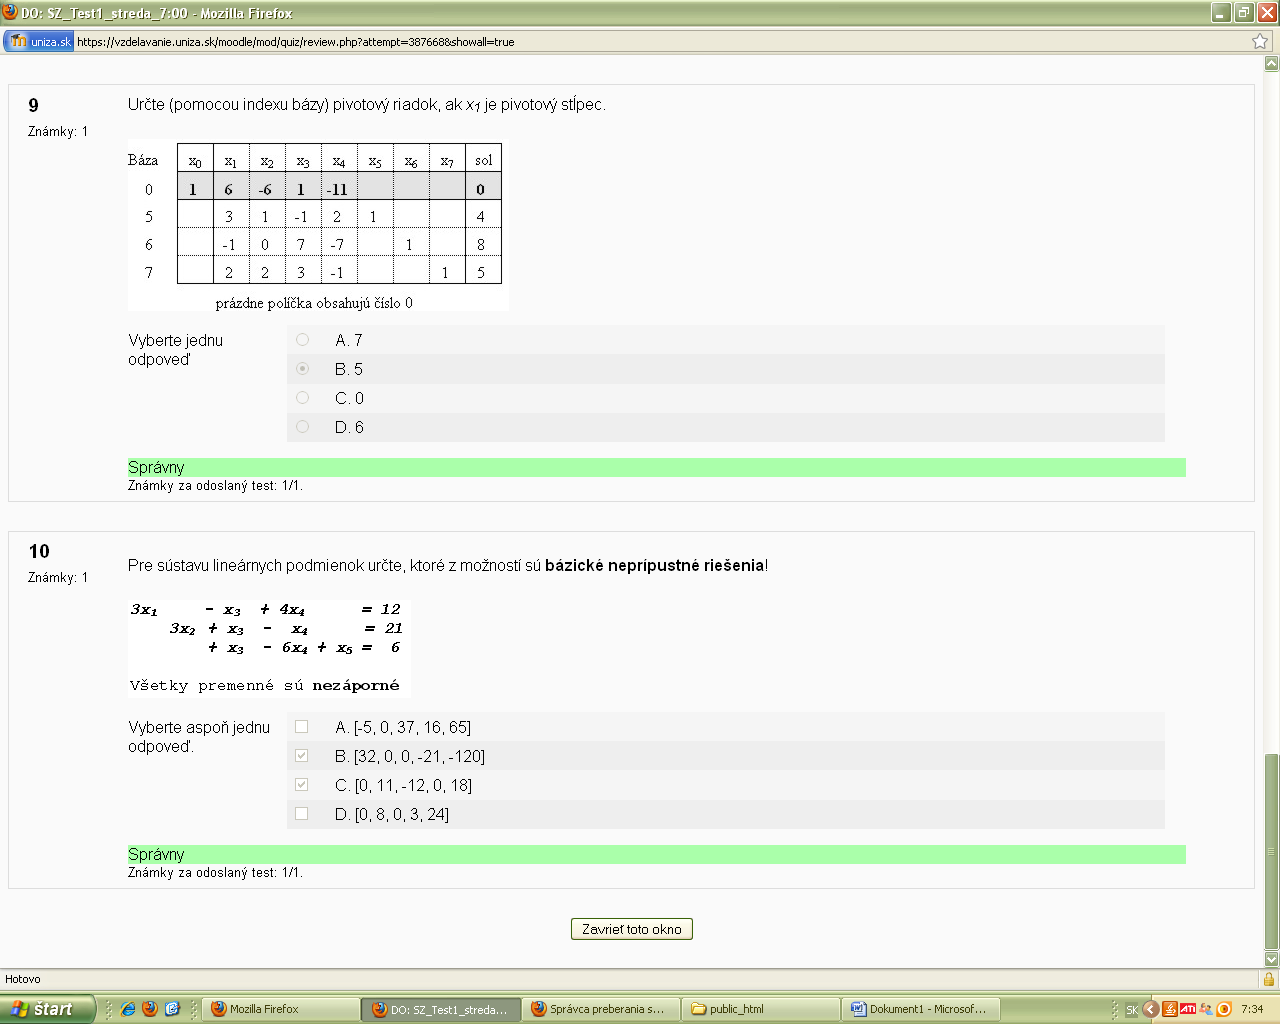 DO: SZ_Test1_streda_7:00 - Mozilla Firefox
uniza.sk https://vzdelavanie.uniza.sk/moodle/mod/quiz/review.php?attempt=387668&showall=true
9
Známky: 1
Určte (pomocou indexu bázy) pivotový riadok, ak x1 je pivotový stĺpec.
Báza x0 x1 x2 x3 x4 x5 x6 x7 sol
0 1 6 -6 1 -11 0
5 3 1 -1 2 1 4
6 -1 0 7 -7 1 8
7 2 2 3 -1 1 5
prázdne políčka obsahujú číslo 0
Vyberte jednu
odpoveď
A. 7
B. 5
C. 0
D. 6
Správny
Známky za odoslaný test: 1/1.
10
Známky: 1
Pre sústavu lineárnych podmienok určte, ktoré z možností sú bázické neprípustné riešenia!
3x1 - x3 + 4x4 = 12
3x2 + x3 - x4 = 21
+ x3 - 6x4 + x5 = 6
Všetky premenné sú nezáporné
Vyberte aspoň jednu
odpoveď.
A. [-5, 0, 37, 16, 65]
B. [32, 0, 0, -21, -120]
C. [0, 11, -12, 0, 18]
D. [0, 8, 0, 3, 24]
Správny
Známky za odoslaný test: 1/1.
Zavrieť toto okno
Hotovo
štart
Mozilla Firefox
DO: SZ_Test1_streda...
Správca preberania s...
public_html
Dokument1 - Microsof...
SK
ATI
7:34